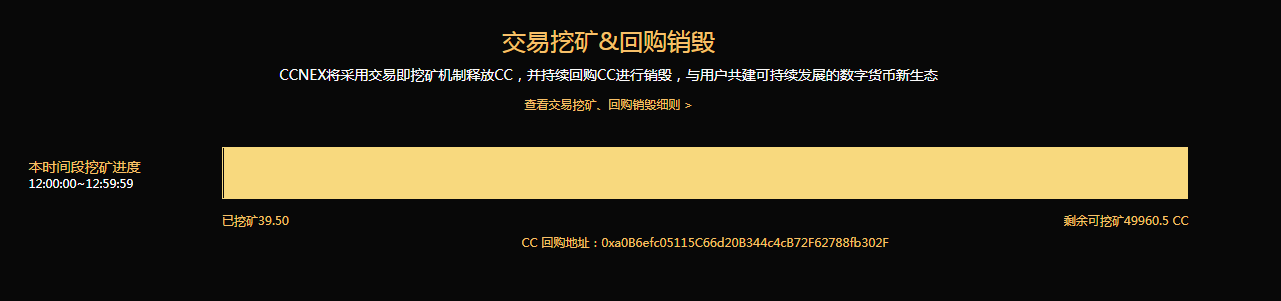 交易挖矿&回购销毁
CCNEX将采用交易即挖矿机制释放CC，并持续回购CC进行销毁，与用户共建可持续发展的数字货币新生态
查看交易挖矿、回购销毁细则 >
本时间段挖矿进度
12:00:00~12:59:59
已挖矿39.50
剩余可挖矿49960.5 CC
CC 回购地址：0xa0B6efc05115C66d20B344c4cB72F62788fb302F